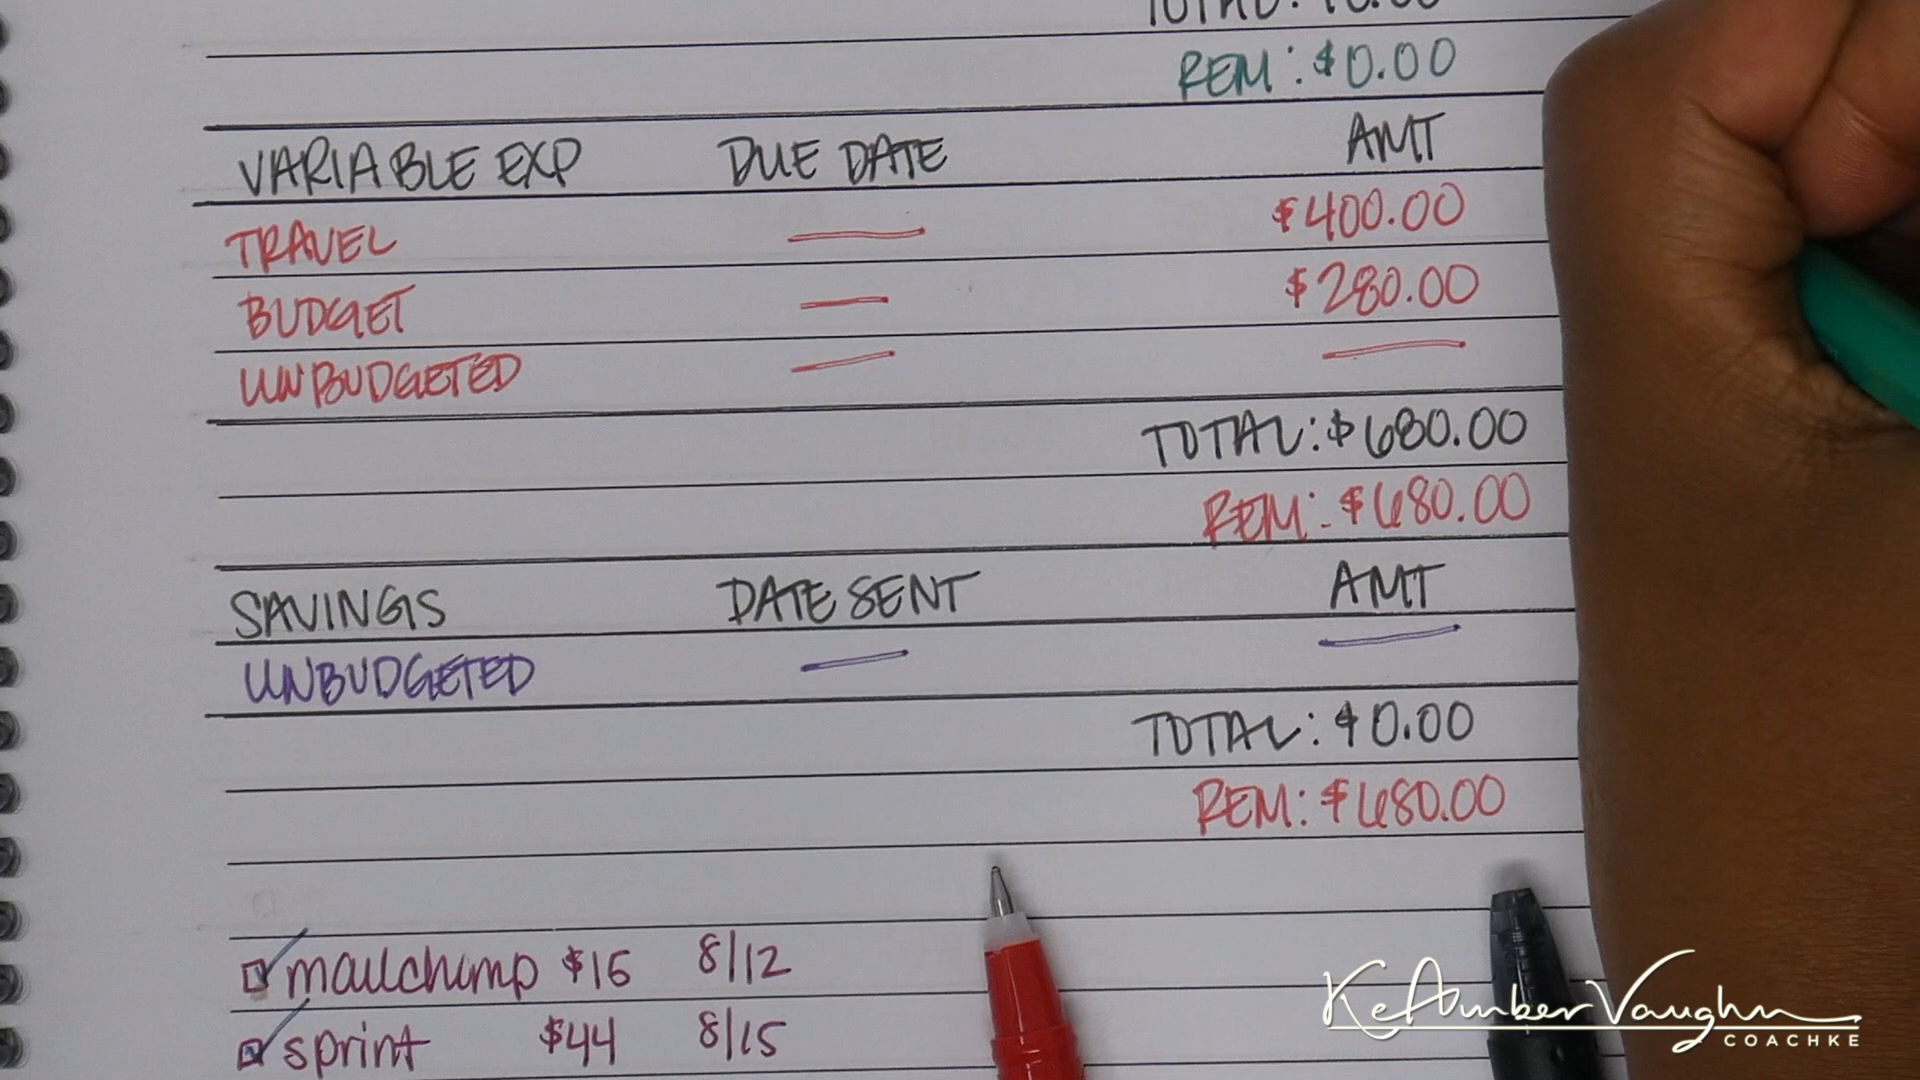 REM: $0.00
VARIABLE EXP DUE DATE AMT
TRAVEL — $400.00
BUDGET — $280.00
UNBUDGETED — —
TOTAL: $680.00
REM: $680.00
SAVINGS DATE SENT AMT
UNBUDGETED — —
TOTAL: $0.00
REM: $680.00
mailchimp $16 8/12
sprint $44 8/15
KeAmber Vaughn
COACHKE